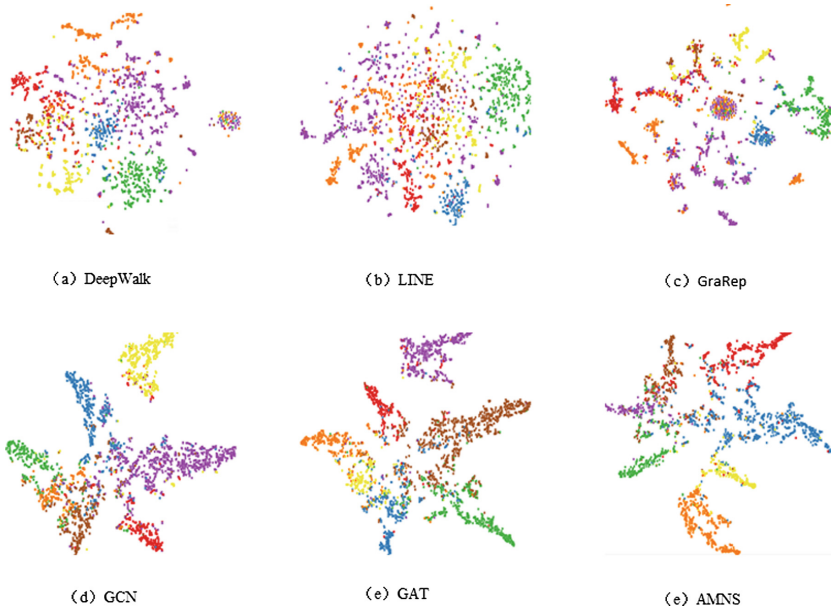 （a）DeepWalk
（b）LINE
（c）GraRep
（d）GCN
（e）GAT
（e）AMNS